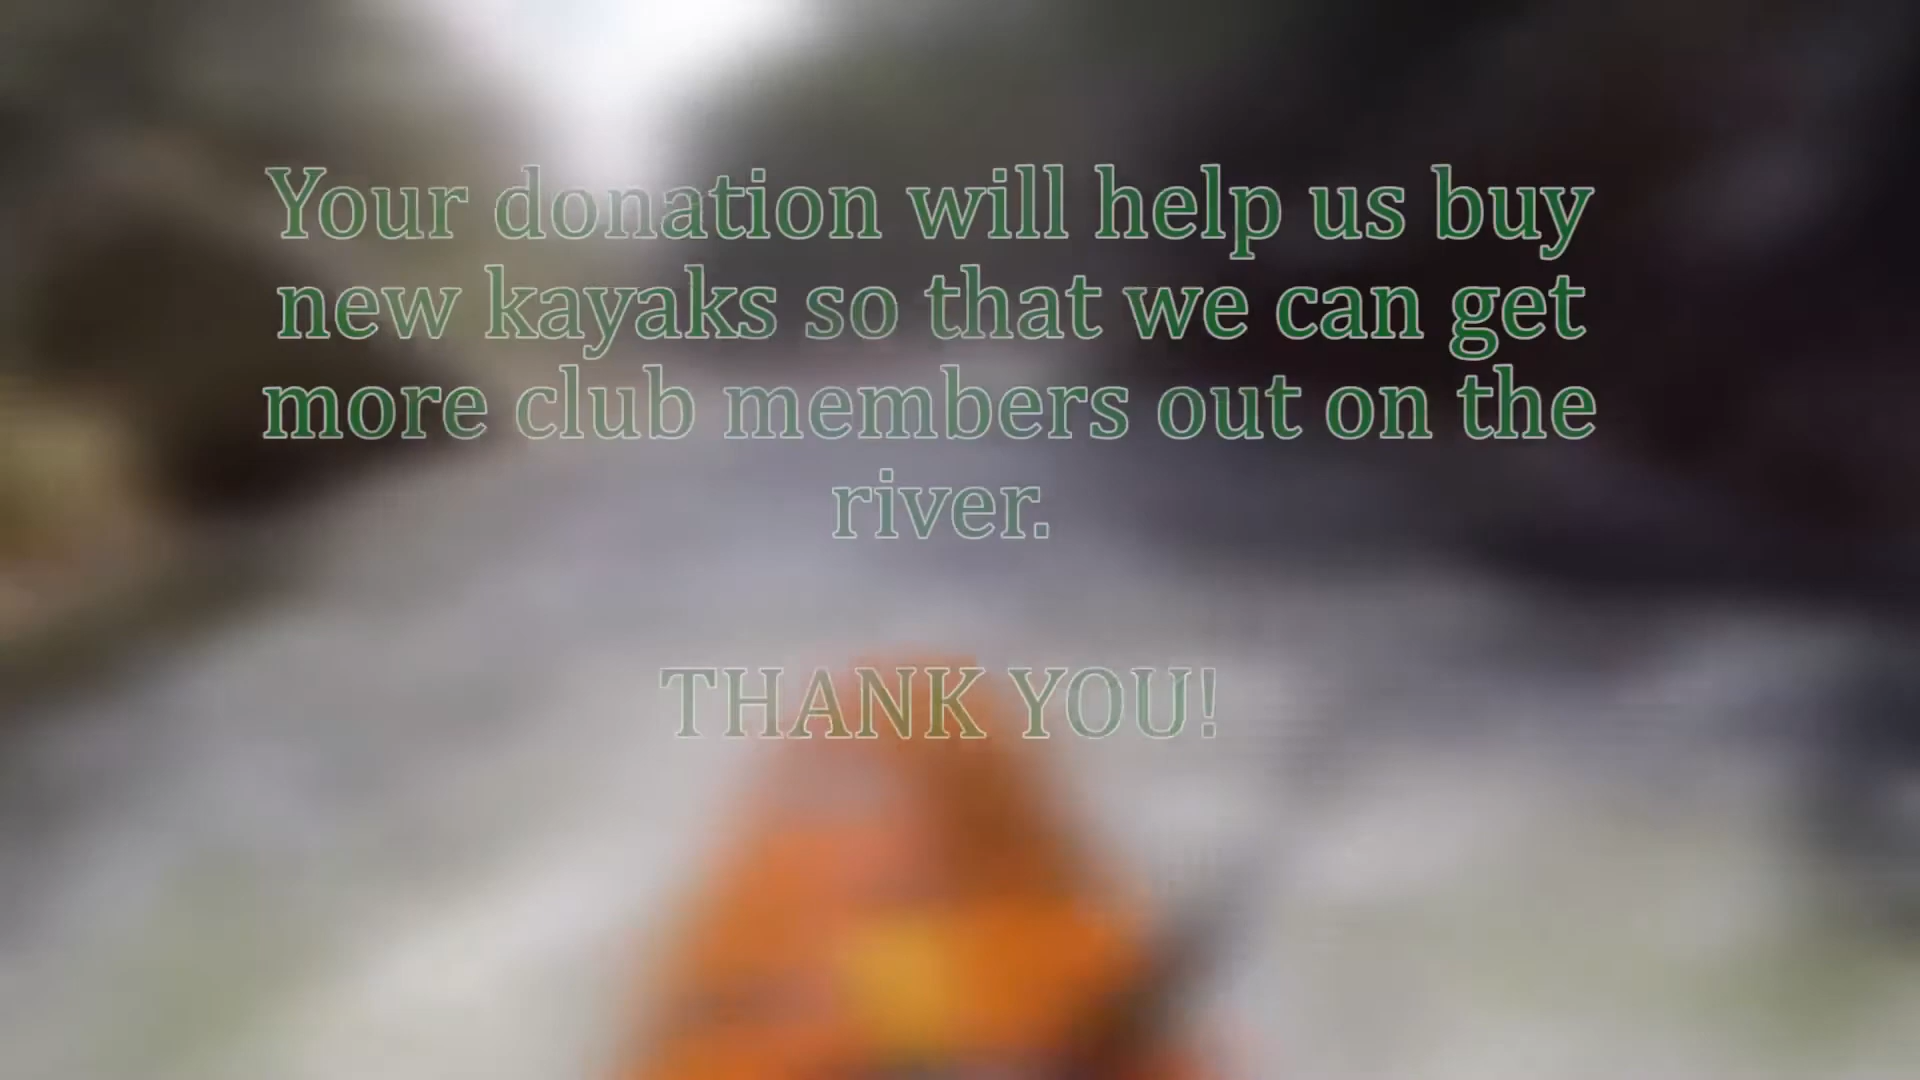 Your donation will help us buy
new kayaks so that we can get
more club members out on the
river.
THANK YOU!